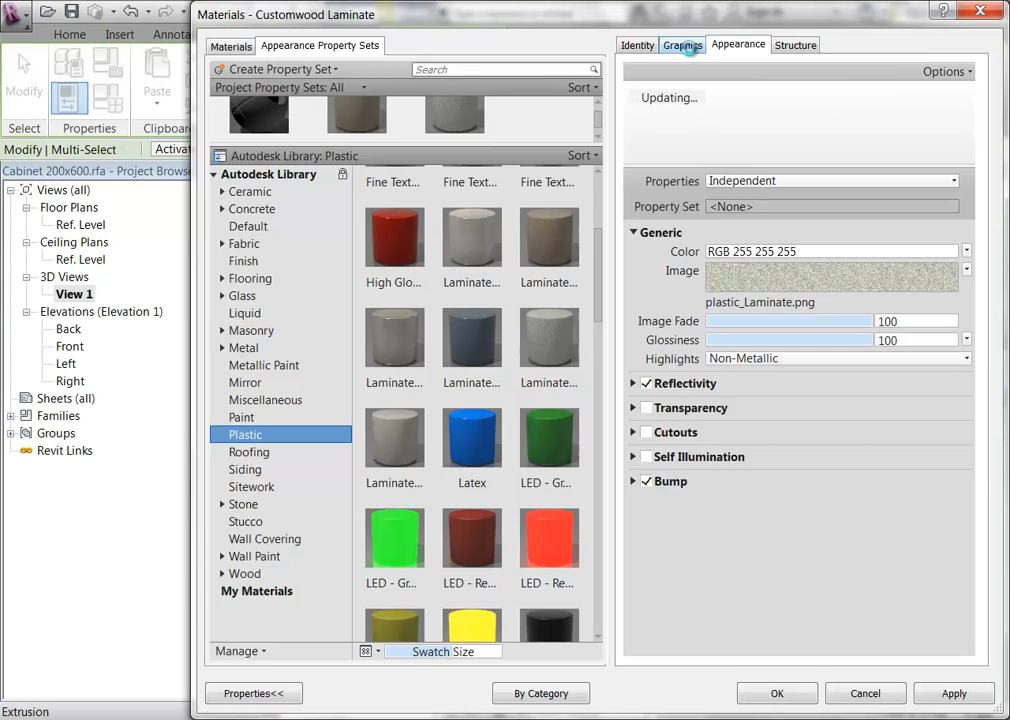 Materials - Customwood Laminate
Home
Insert
Annota
Modify
Paste
Select
Properties
Clipboard
Modify | Multi-Select
Activat
Cabinet 200x600.rfa - Project Browse
Views (all)
Floor Plans
Ref. Level
Ceiling Plans
Ref. Level
3D Views
View 1
Elevations (Elevation 1)
Back
Front
Left
Right
Sheets (all)
Families
Groups
Revit Links
Extrusion
Materials
Appearance Property Sets
Create Property Set
Search
Project Property Sets: All
Sort
Autodesk Library: Plastic
Sort
Autodesk Library
Ceramic
Concrete
Default
Fabric
Finish
Flooring
Glass
Liquid
Masonry
Metal
Metallic Paint
Mirror
Miscellaneous
Paint
Plastic
Roofing
Siding
Sitework
Stone
Stucco
Wall Covering
Wall Paint
Wood
My Materials
Fine Text...
Fine Text...
Fine Text...
High Glo...
Laminate...
Laminate...
Laminate...
Laminate...
Laminate...
Laminate...
Latex
LED - Gr...
LED - Gr...
LED - Re...
LED - Re...
Manage
Swatch Size
Properties<<
By Category
OK
Cancel
Apply
Identity
Graphics
Appearance
Structure
Options
Updating...
Properties
Independent
Property Set
<None>
Generic
Color
RGB 255 255 255
Image
plastic_Laminate.png
Image Fade
100
Glossiness
100
Highlights
Non-Metallic
Reflectivity
Transparency
Cutouts
Self Illumination
Bump